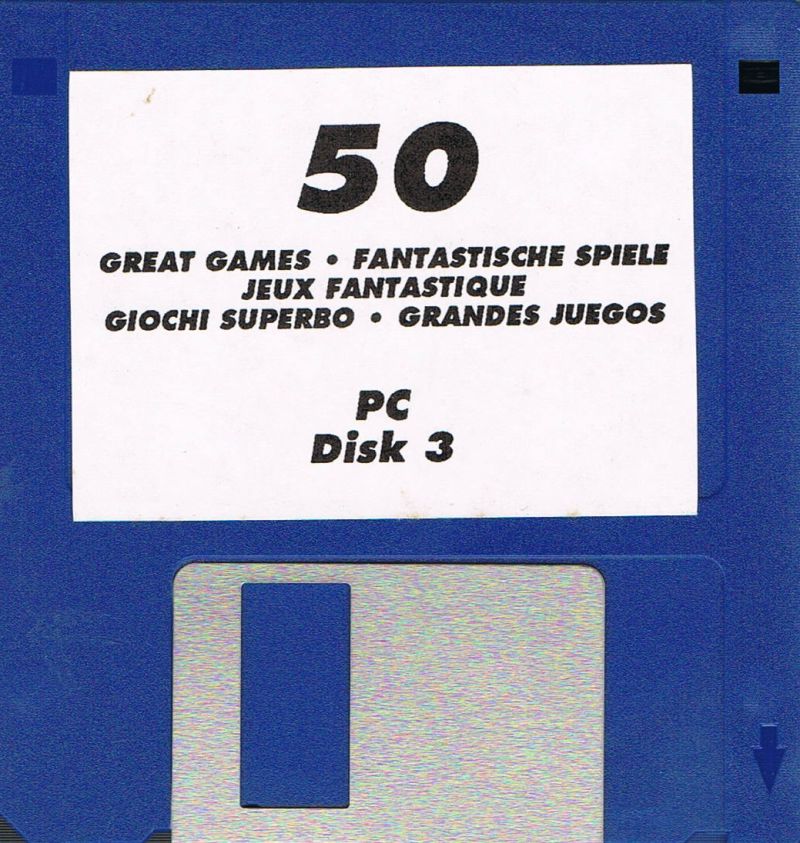 50
GREAT GAMES • FANTASTISCHE SPIELE
JEUX FANTASTIQUE
GIOCHI SUPERBO • GRANDES JUEGOS
PC
Disk 3